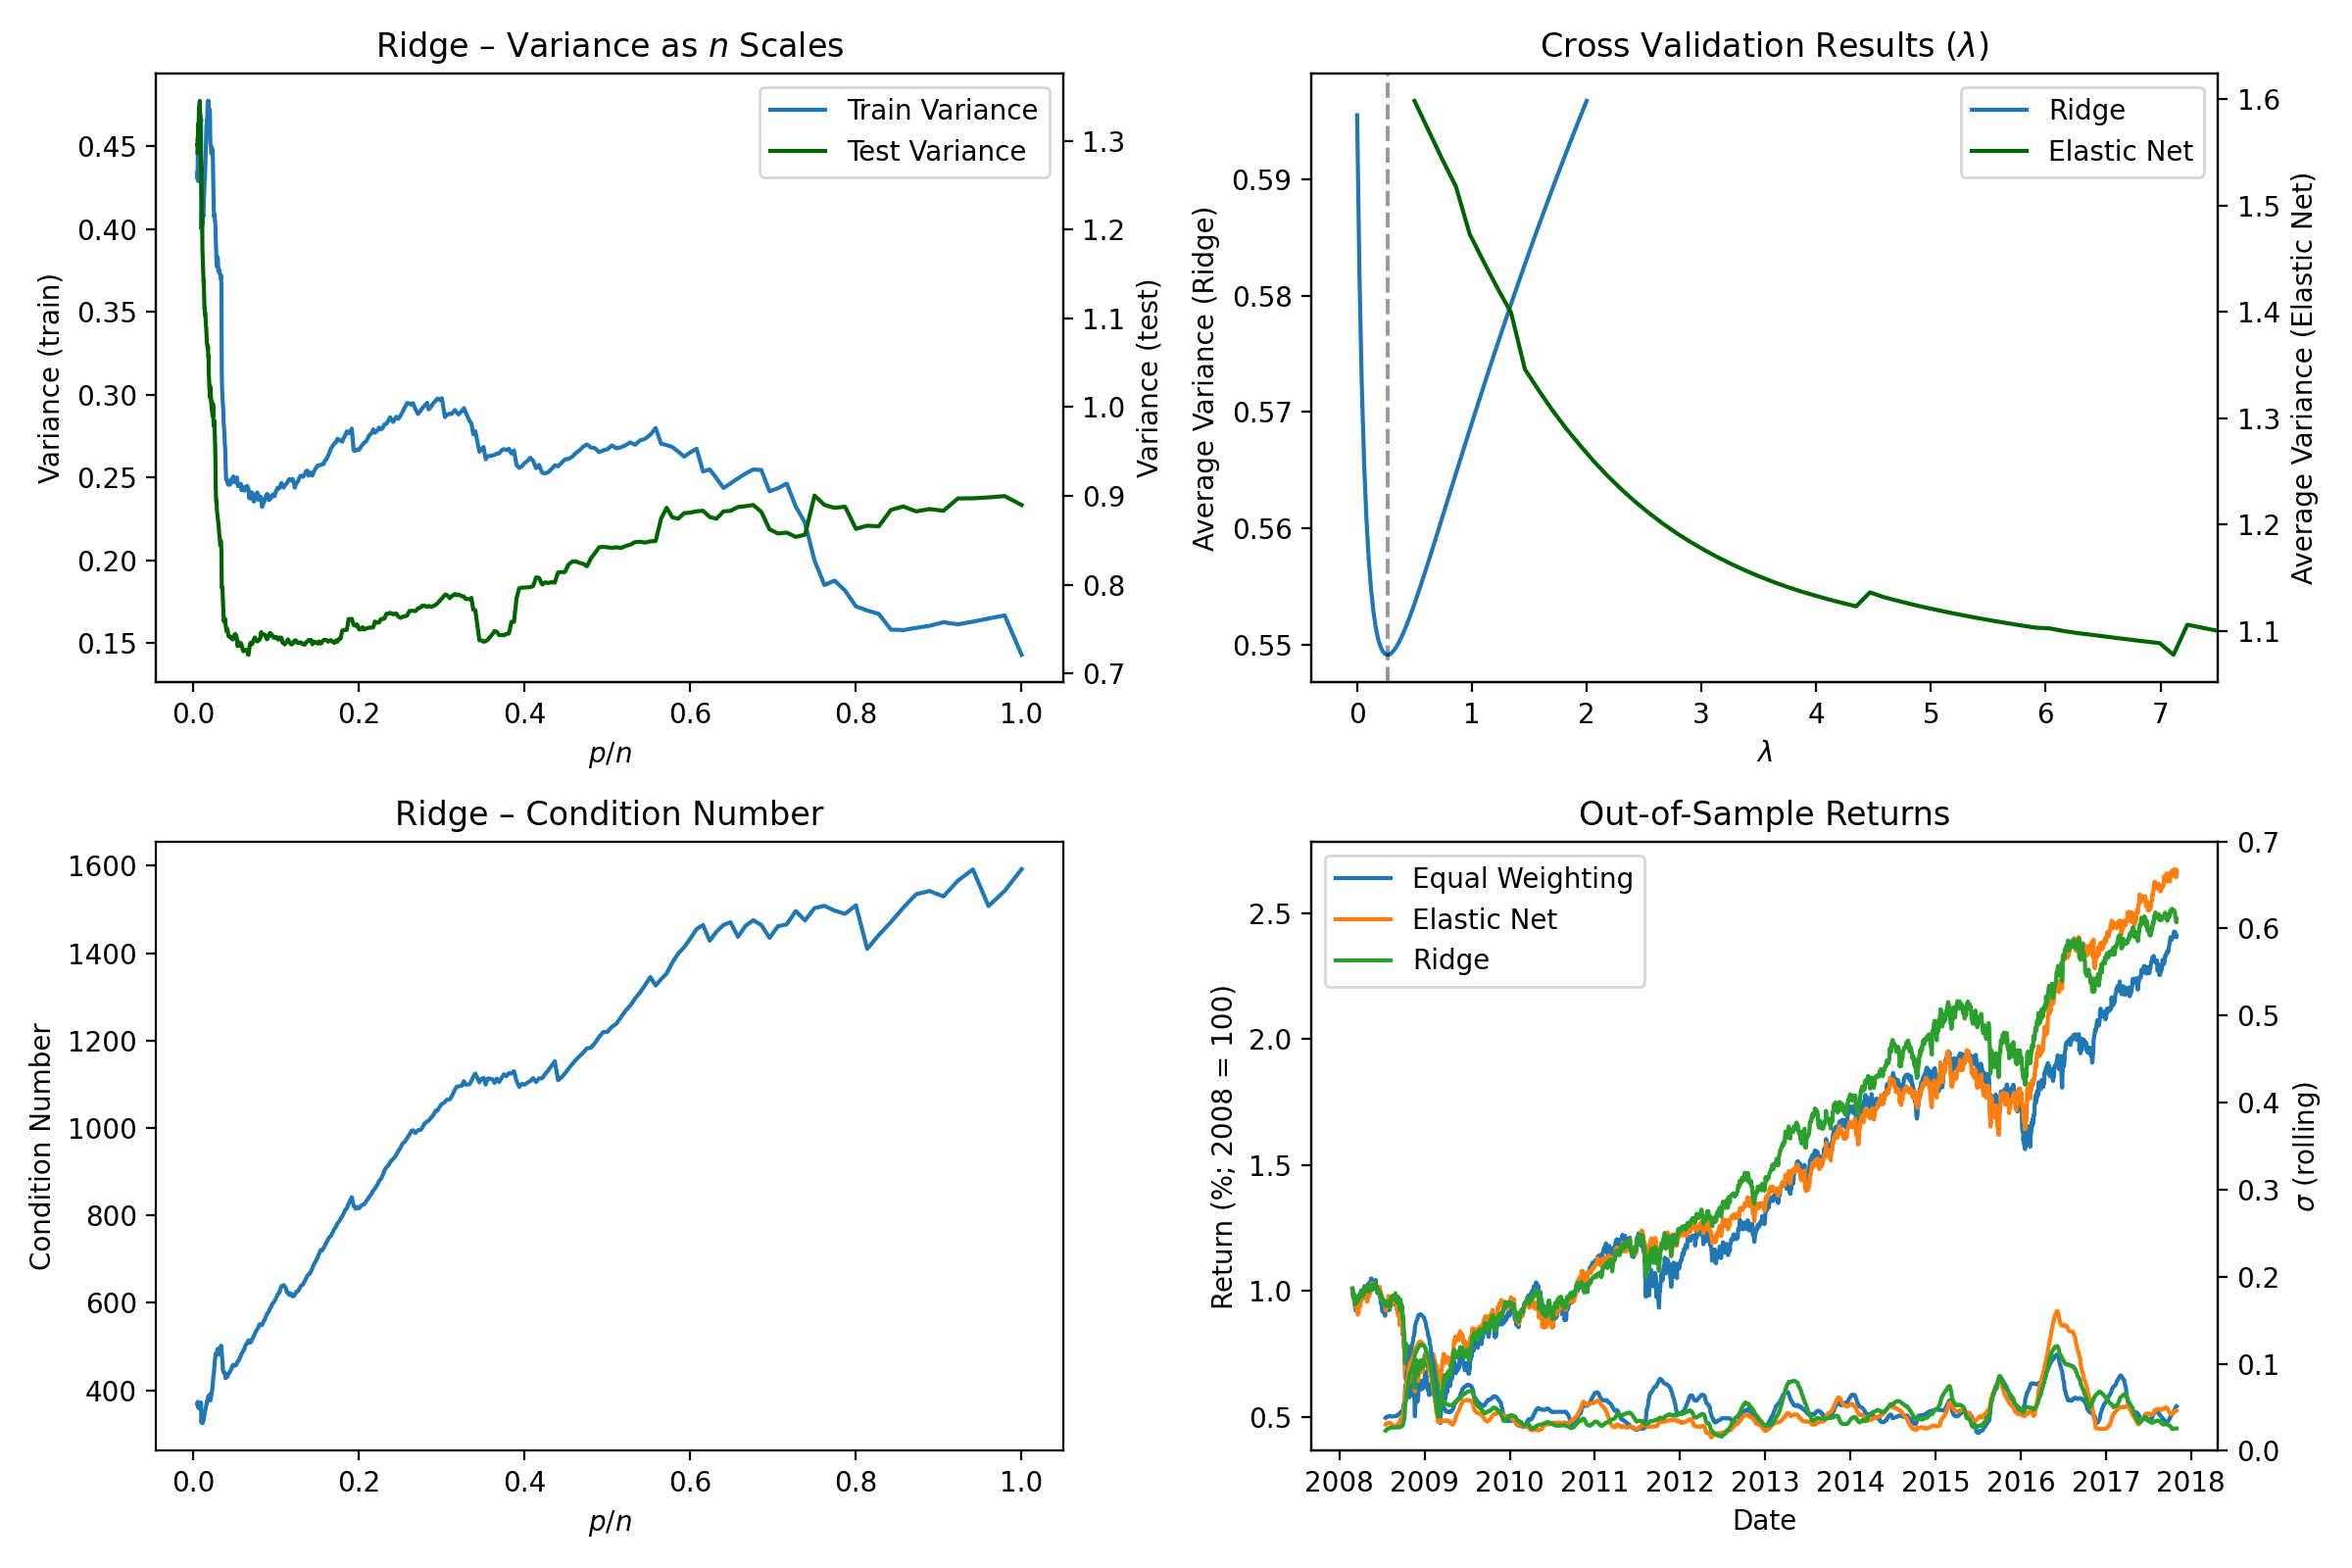 Ridge – Variance as n Scales
Train Variance
Test Variance
Variance (train)
0.45
0.40
0.35
0.30
0.25
0.20
0.15
Variance (test)
1.3
1.2
1.1
1.0
0.9
0.8
0.7
0.0 0.2 0.4 0.6 0.8 1.0
p/n
Cross Validation Results (λ)
Ridge
Elastic Net
Average Variance (Ridge)
0.59
0.58
0.57
0.56
0.55
Average Variance (Elastic Net)
1.6
1.5
1.4
1.3
1.2
1.1
0 1 2 3 4 5 6 7
λ
Ridge – Condition Number
Condition Number
1600
1400
1200
1000
800
600
400
0.0 0.2 0.4 0.6 0.8 1.0
p/n
Out-of-Sample Returns
Equal Weighting
Elastic Net
Ridge
Return (%; 2008 = 100)
2.5
2.0
1.5
1.0
0.5
σ (rolling)
0.7
0.6
0.5
0.4
0.3
0.2
0.1
0.0
2008 2009 2010 2011 2012 2013 2014 2015 2016 2017 2018
Date